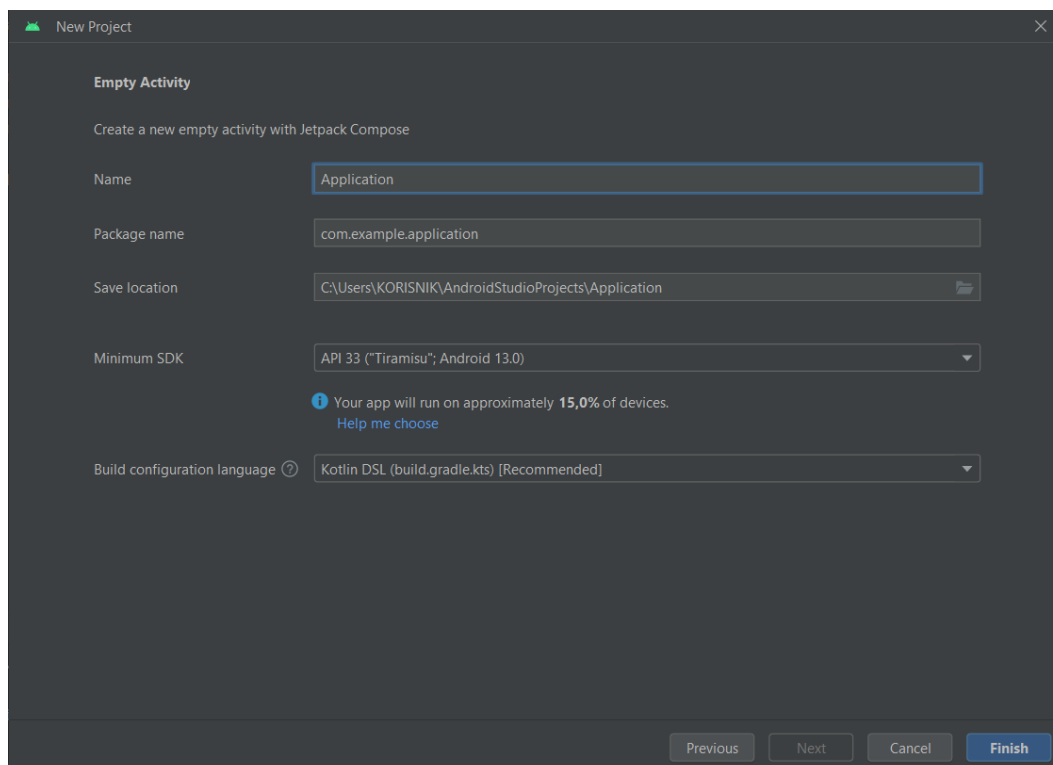 New Project
Empty Activity
Create a new empty activity with Jetpack Compose
Name Application
Package name com.example.application
Save location C:\Users\KORISNIK\AndroidStudioProjects\Application
Minimum SDK API 33 ("Tiramisu"; Android 13.0)
Your app will run on approximately 15,0% of devices.
Help me choose
Build configuration language ? Kotlin DSL (build.gradle.kts) [Recommended]
Previous Next Cancel Finish